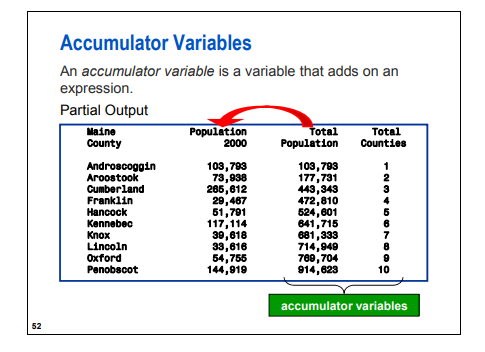 Accumulator Variables
An accumulator variable is a variable that adds on an
expression.
Partial Output
Maine Population Total Total
County 2000 Population Counties
Androscoggin 103,793 103,793 1
Aroostook 73,938 177,731 2
Cumberland 265,612 443,343 3
Franklin 29,467 472,810 4
Hancock 51,791 524,601 5
Kennebec 117,114 641,715 6
Knox 39,618 681,333 7
Lincoln 33,616 714,949 8
Oxford 54,755 769,704 9
Penobscot 144,919 914,623 10
accumulator variables
52